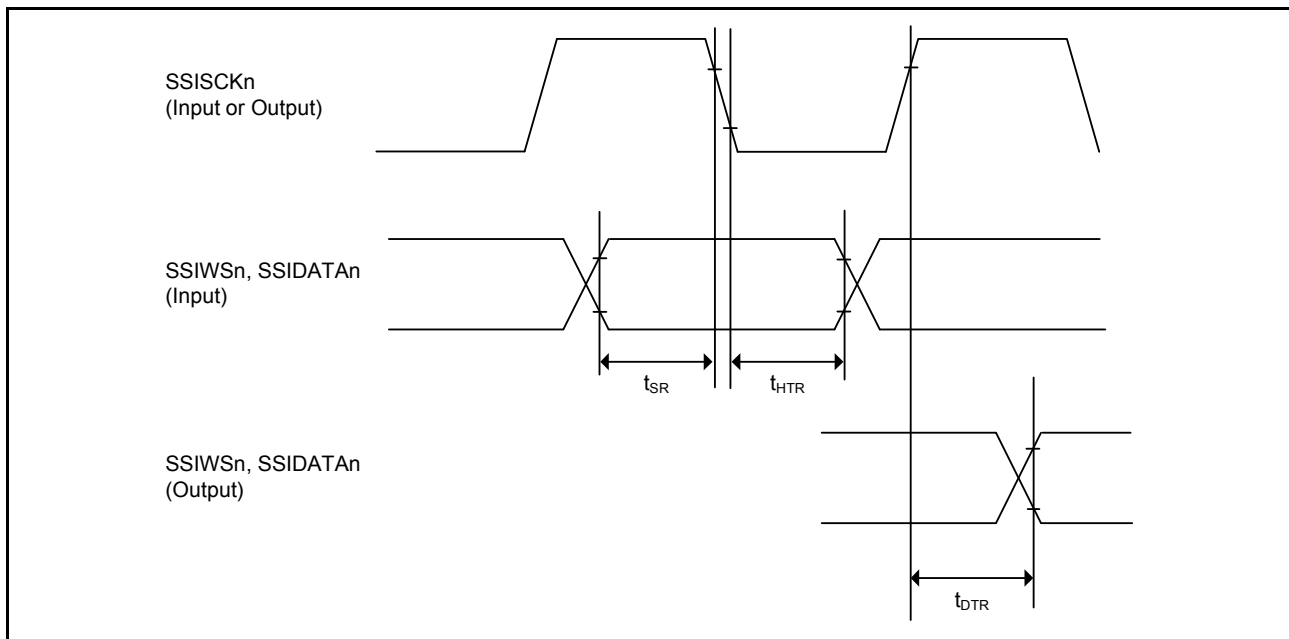 SSISCKn
(Input or Output)
SSIWSn, SSIDATAn
(Input)
tSR
tHTR
SSIWSn, SSIDATAn
(Output)
tDTR